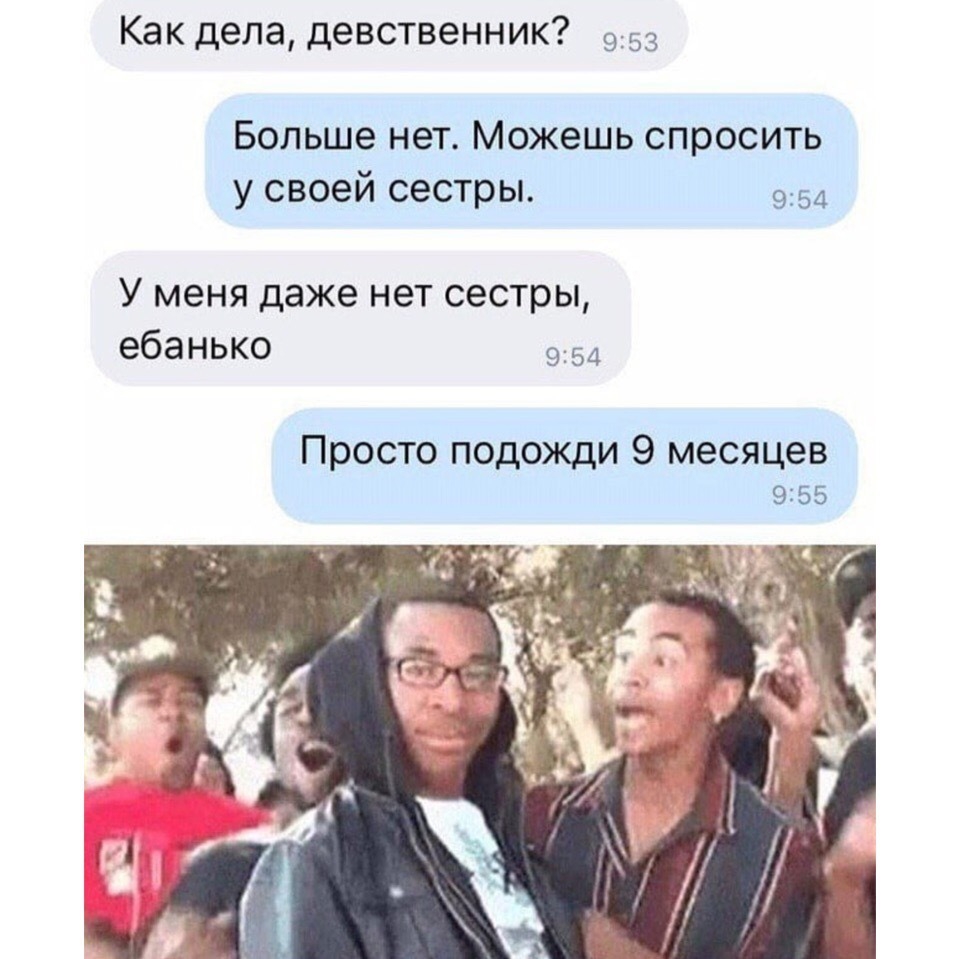 Как дела, девственник? 9:53
Больше нет. Можешь спросить
у своей сестры. 9:54
У меня даже нет сестры,
ебанько 9:54
Просто подожди 9 месяцев
9:55